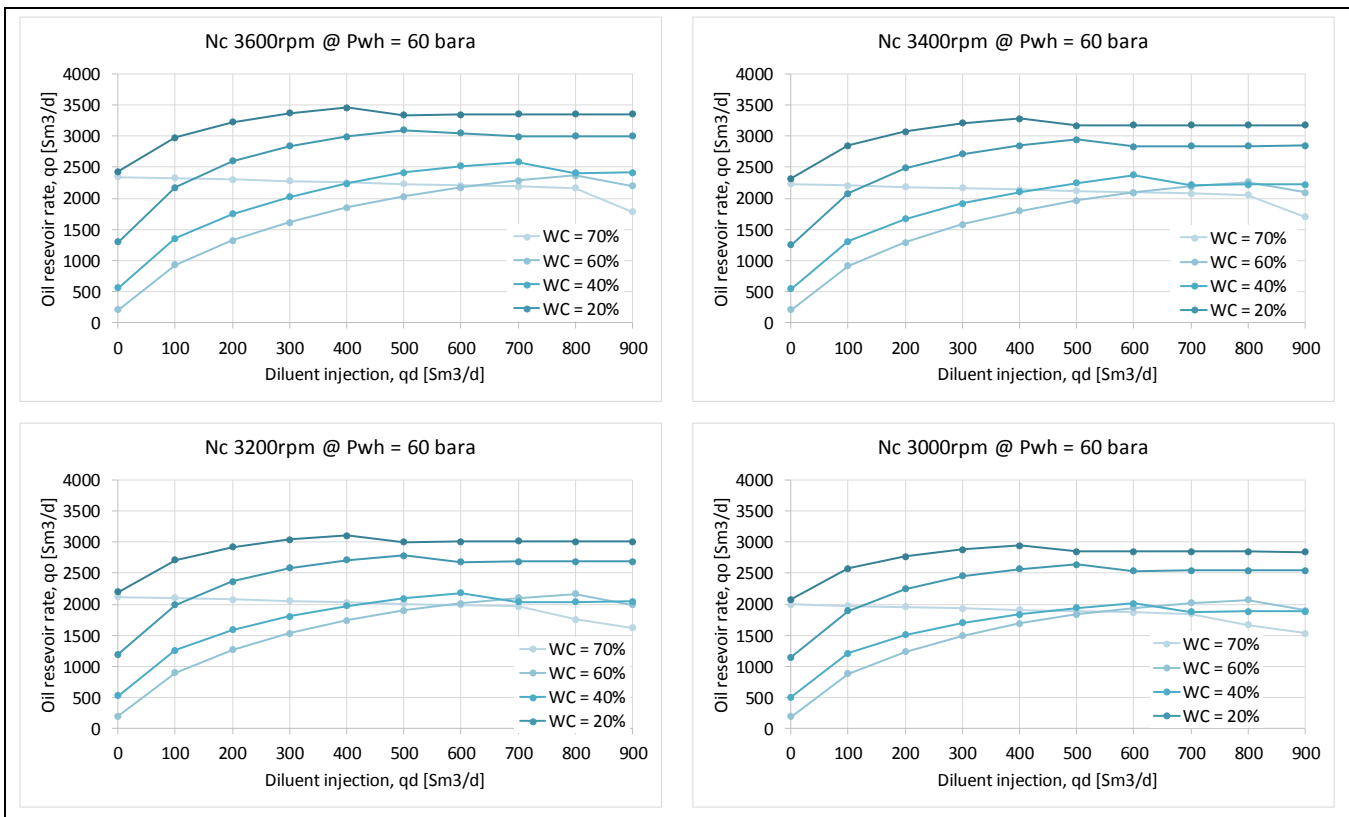 Nc 3600rpm @ Pwh = 60 bara
Oil resevoir rate, qo [Sm3/d]
4000
3500
3000
2500
2000
1500
1000
500
0
WC = 70%
WC = 60%
WC = 40%
WC = 20%
0 100 200 300 400 500 600 700 800 900
Diluent injection, qd [Sm3/d]
Nc 3400rpm @ Pwh = 60 bara
Oil resevoir rate, qo [Sm3/d]
4000
3500
3000
2500
2000
1500
1000
500
0
WC = 70%
WC = 60%
WC = 40%
WC = 20%
0 100 200 300 400 500 600 700 800 900
Diluent injection, qd [Sm3/d]
Nc 3200rpm @ Pwh = 60 bara
Oil resevoir rate, qo [Sm3/d]
4000
3500
3000
2500
2000
1500
1000
500
0
WC = 70%
WC = 60%
WC = 40%
WC = 20%
0 100 200 300 400 500 600 700 800 900
Diluent injection, qd [Sm3/d]
Nc 3000rpm @ Pwh = 60 bara
Oil resevoir rate, qo [Sm3/d]
4000
3500
3000
2500
2000
1500
1000
500
0
WC = 70%
WC = 60%
WC = 40%
WC = 20%
0 100 200 300 400 500 600 700 800 900
Diluent injection, qd [Sm3/d]